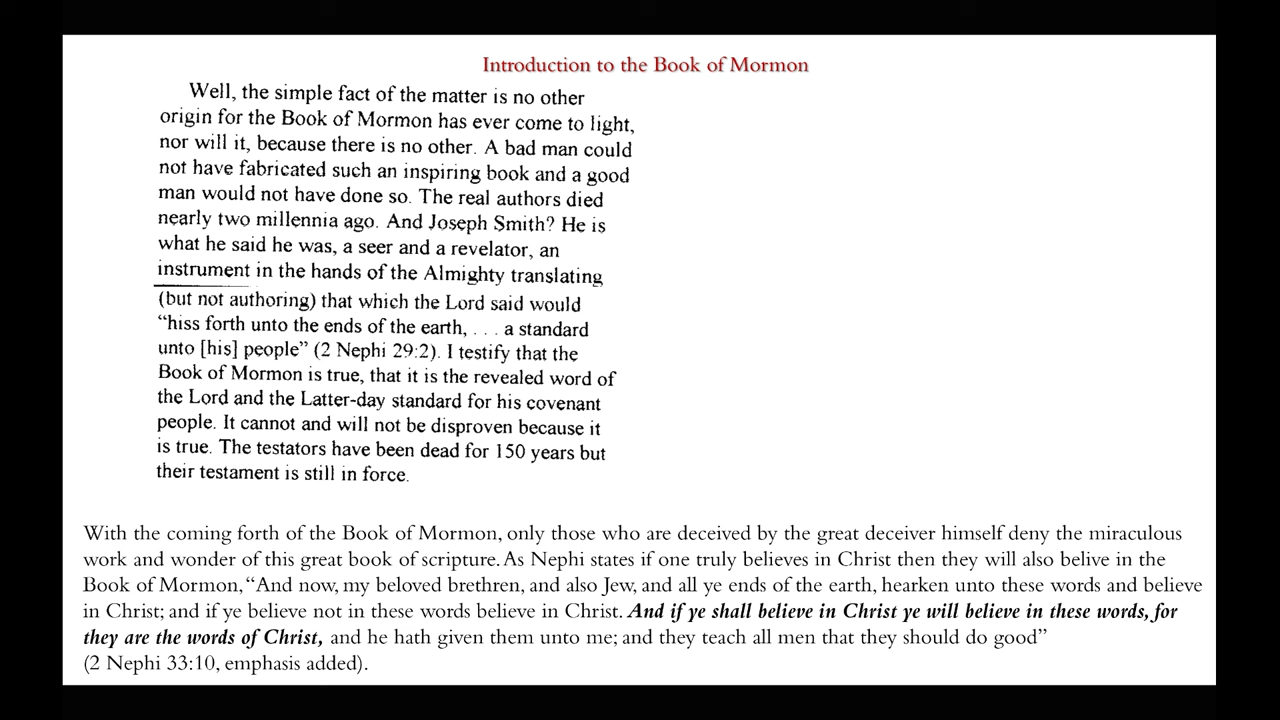 Introduction to the Book of Mormon
Well, the simple fact of the matter is no other
origin for the Book of Mormon has ever come to light,
nor will it, because there is no other. A bad man could
not have fabricated such an inspiring book and a good
man would not have done so. The real authors died
nearly two millennia ago. And Joseph Smith? He is
what he said he was, a seer and a revelator, an
instrument in the hands of the Almighty translating
(but not authoring) that which the Lord said would
“hiss forth unto the ends of the earth, . . . a standard
unto [his] people” (2 Nephi 29:2). I testify that the
Book of Mormon is true, that it is the revealed word of
the Lord and the Latter-day standard for his covenant
people. It cannot and will not be disproven because it
is true. The testators have been dead for 150 years but
their testament is still in force.
With the coming forth of the Book of Mormon, only those who are deceived by the great deceiver himself deny the miraculous
work and wonder of this great book of scripture. As Nephi states if one truly believes in Christ then they will also belive in the
Book of Mormon, “And now, my beloved brethren, and also Jew, and all ye ends of the earth, hearken unto these words and believe
in Christ; and if ye believe not in these words believe in Christ. And if ye shall believe in Christ ye will believe in these words, for
they are the words of Christ, and he hath given them unto me; and they teach all men that they should do good”
(2 Nephi 33:10, emphasis added).